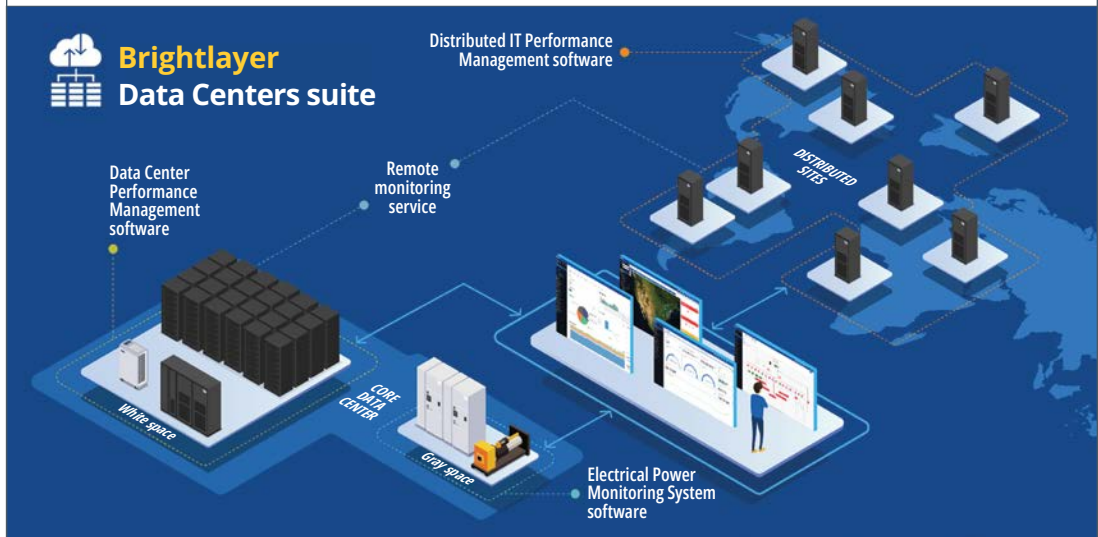 Brightlayer
Data Centers suite
Distributed IT Performance
Management software
Data Center
Performance
Management
software
Remote
monitoring
service
DISTRIBUTED
SITES
CORE
DATA
CENTER
White space
Gray space
Electrical Power
Monitoring System
software